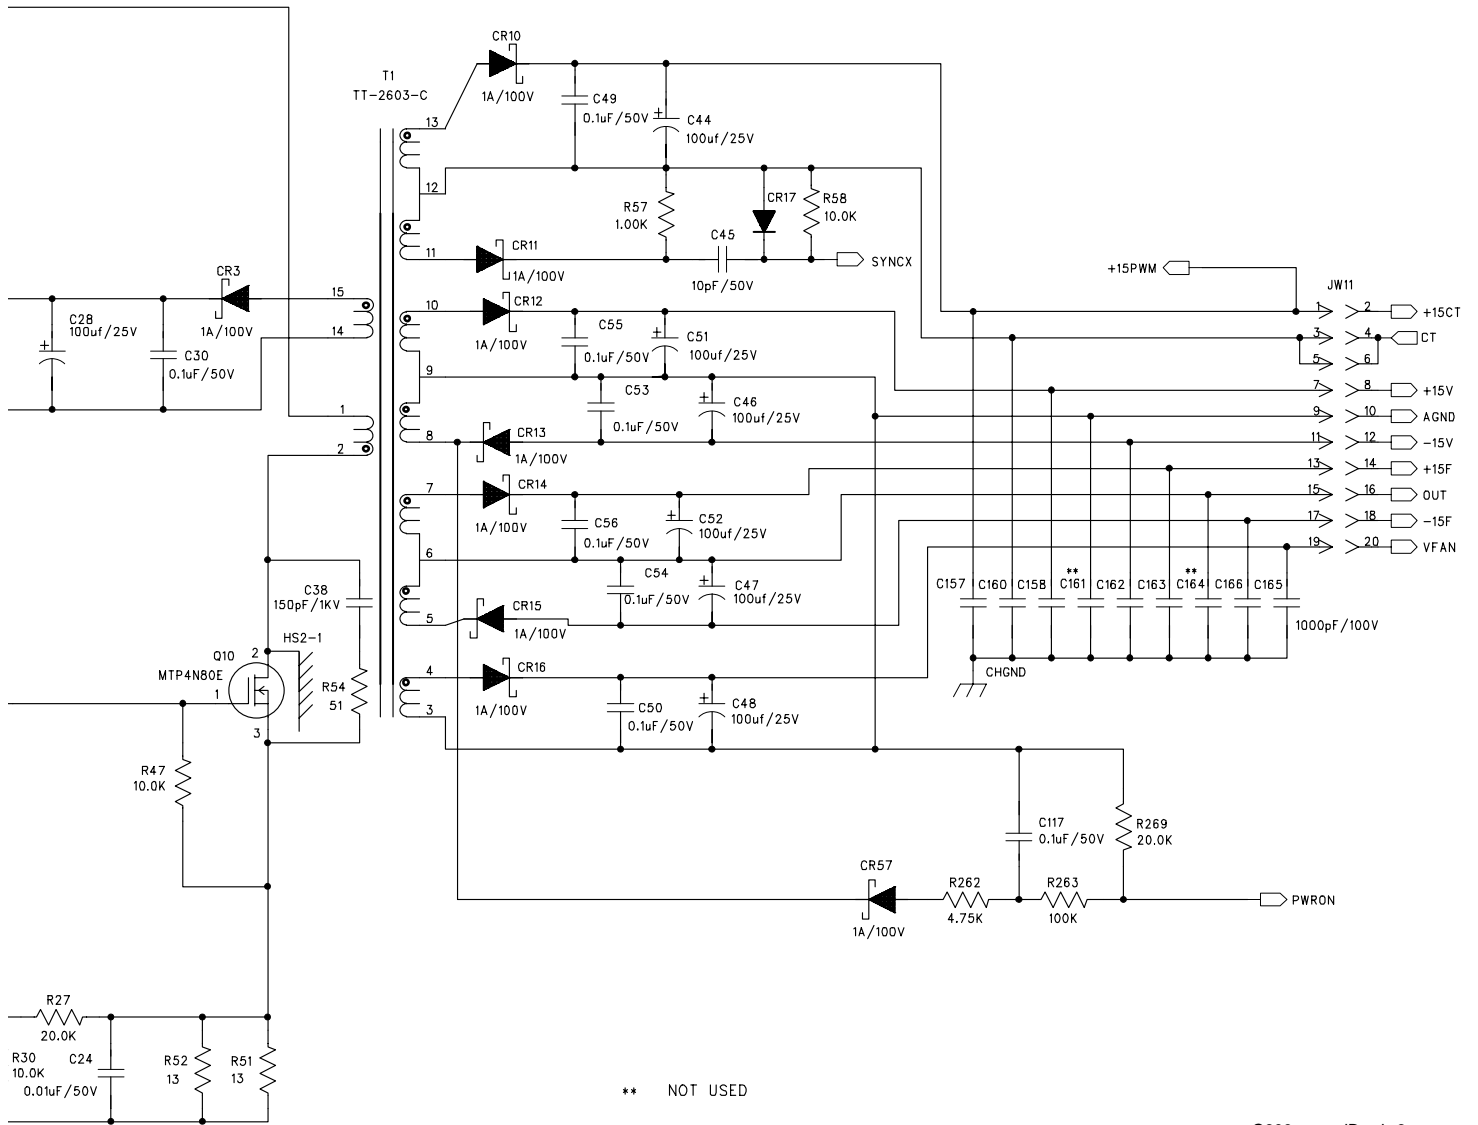 CR10
T1
TT-2603-C
1A/100V
C49
0.1uF/50V
C44
100uf/25V
13
12
R57
1.00K
CR17
R58
10.0K
11
CR11
1A/100V
C45
10pF/50V
SYNCX
+15PWM
JW11
CR3
1A/100V
15
14
C28
100uf/25V
C30
0.1uF/50V
10
CR12
1A/100V
C55
0.1uF/50V
C51
100uf/25V
1 2 +15CT
3 4 CT
5 6
7 8 +15V
9 10 AGND
11 12 -15V
13 14 +15F
15 16 OUT
17 18 -15F
19 20 VFAN
9
C53
0.1uF/50V
C46
100uf/25V
1
2
8
CR13
1A/100V
7
CR14
1A/100V
C56
0.1uF/50V
C52
100uf/25V
6
C54
0.1uF/50V
C47
100uf/25V
5
CR15
1A/100V
** **
C157 C160 C158 C161 C162 C163 C164 C166 C165
1000pF/100V
CHGND
C38
150pF/1KV
HS2-1
Q10
MTP4N80E
2
1
3
R54
51
4
CR16
1A/100V
3
C50
0.1uF/50V
C48
100uf/25V
R47
10.0K
C117
0.1uF/50V
R269
20.0K
CR57
1A/100V
R262
4.75K
R263
100K
PWRON
R27
20.0K
R30
10.0K
C24
0.01uF/50V
R52
13
R51
13
** NOT USED